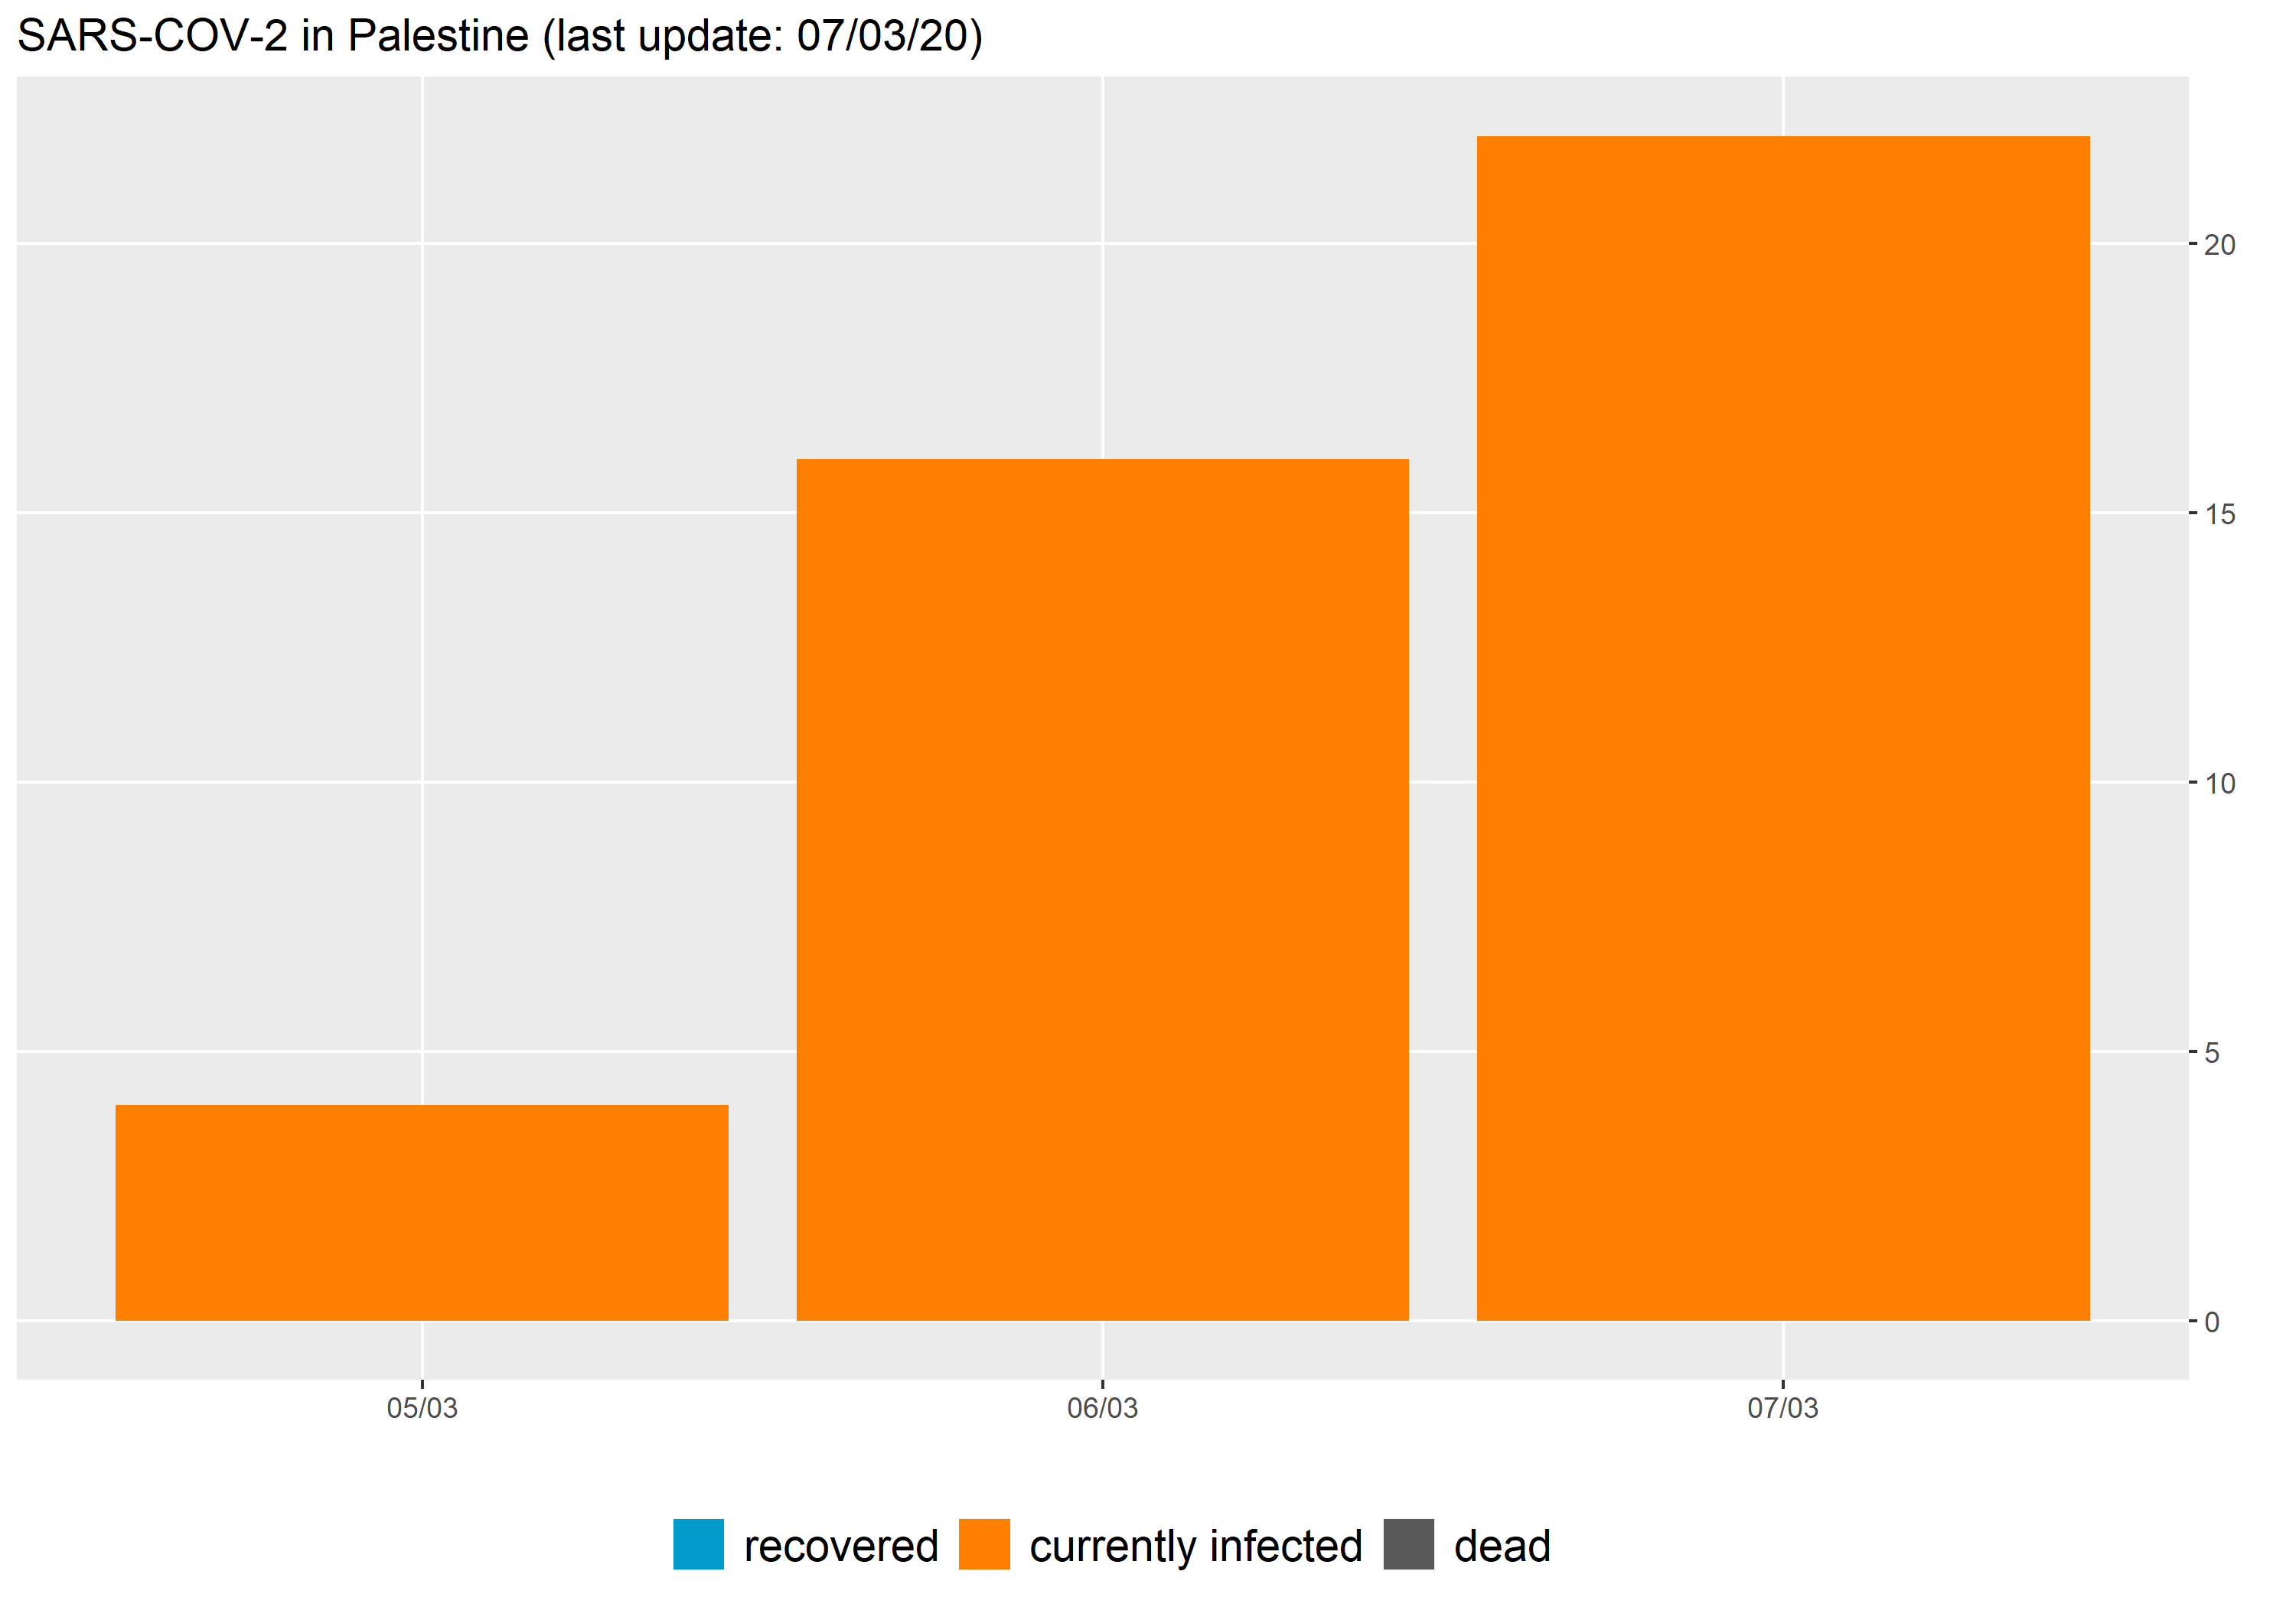 SARS-COV-2 in Palestine (last update: 07/03/20)
20
15
10
5
0
05/03 06/03 07/03
recovered currently infected dead